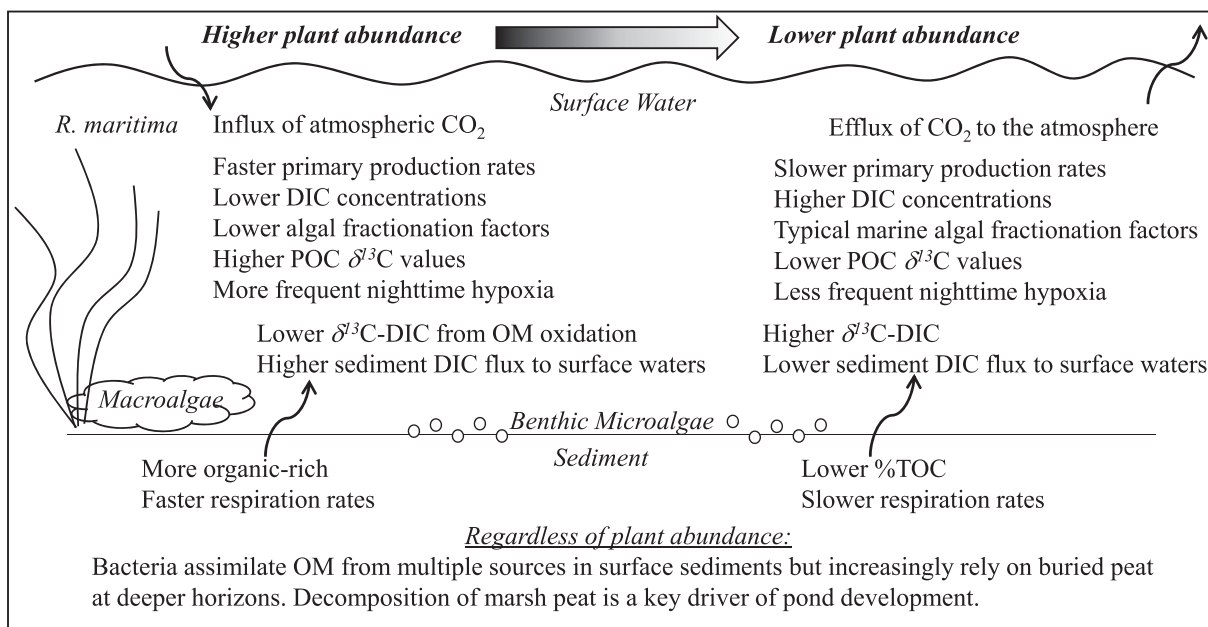 Higher plant abundance
Lower plant abundance
Surface Water
R. maritima
Influx of atmospheric CO₂
Faster primary production rates
Lower DIC concentrations
Lower algal fractionation factors
Higher POC δ¹³C values
More frequent nighttime hypoxia
Lower δ¹³C-DIC from OM oxidation
Higher sediment DIC flux to surface waters
Efflux of CO₂ to the atmosphere
Slower primary production rates
Higher DIC concentrations
Typical marine algal fractionation factors
Lower POC δ¹³C values
Less frequent nighttime hypoxia
Higher δ¹³C-DIC
Lower sediment DIC flux to surface waters
Macroalgae
Benthic Microalgae
Sediment
More organic-rich
Faster respiration rates
Lower %TOC
Slower respiration rates
Regardless of plant abundance:
Bacteria assimilate OM from multiple sources in surface sediments but increasingly rely on buried peat
at deeper horizons. Decomposition of marsh peat is a key driver of pond development.